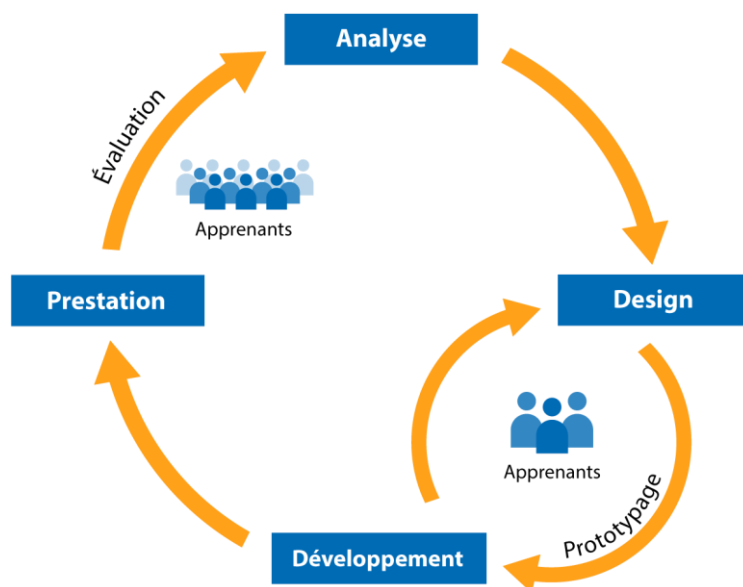 Analyse
Évaluation
Apprenants
Prestation
Design
Apprenants
Prototypage
Développement